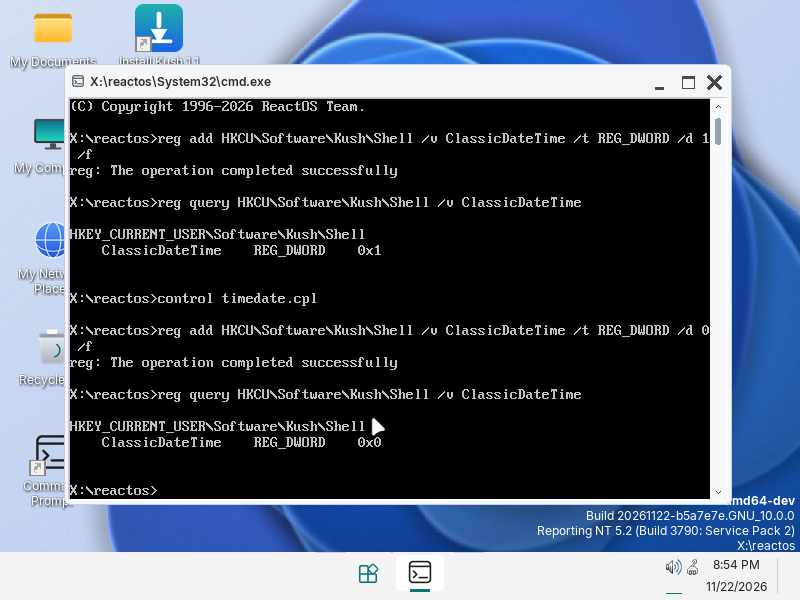 My Documents
Install Kush 1.1
X:\reactos\System32\cmd.exe
(C) Copyright 1996-2026 ReactOS Team.
X:\reactos>reg add HKCU\Software\Kush\Shell /v ClassicDateTime /t REG_DWORD /d 1
/f
reg: The operation completed successfully
X:\reactos>reg query HKCU\Software\Kush\Shell /v ClassicDateTime
HKEY_CURRENT_USER\Software\Kush\Shell
ClassicDateTime    REG_DWORD    0x1
X:\reactos>control timedate.cpl
X:\reactos>reg add HKCU\Software\Kush\Shell /v ClassicDateTime /t REG_DWORD /d 0
/f
reg: The operation completed successfully
X:\reactos>reg query HKCU\Software\Kush\Shell /v ClassicDateTime
HKEY_CURRENT_USER\Software\Kush\Shell
ClassicDateTime    REG_DWORD    0x0
X:\reactos>
My Com
My Netw
Place
Recycle
Comma
Promp
md64-dev
Build 20261122-b5a7e7e.GNU_10.0.0
Reporting NT 5.2 (Build 3790: Service Pack 2)
X:\reactos
8:54 PM
11/22/2026